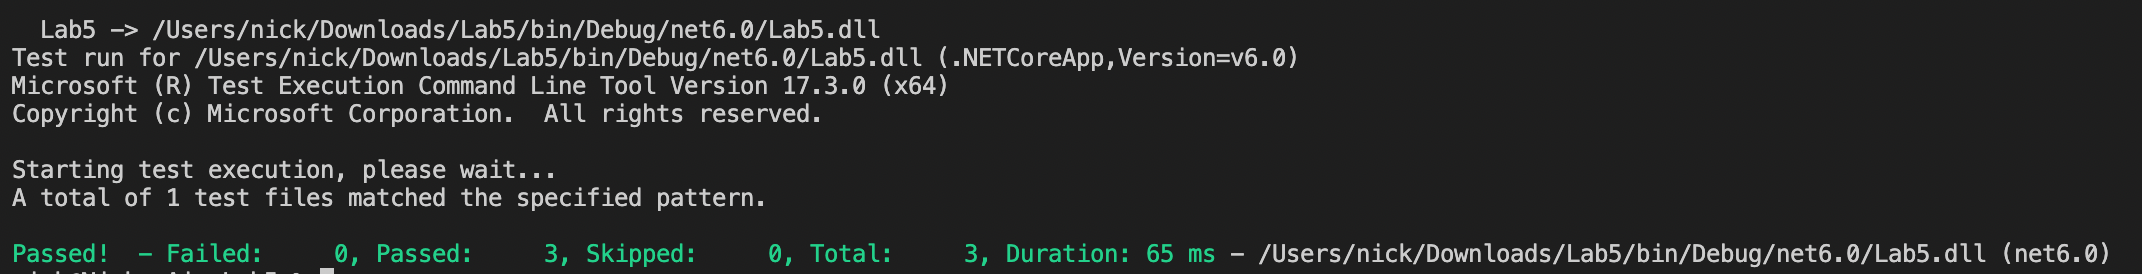 Lab5 -> /Users/nick/Downloads/Lab5/bin/Debug/net6.0/Lab5.dll
Test run for /Users/nick/Downloads/Lab5/bin/Debug/net6.0/Lab5.dll (.NETCoreApp,Version=v6.0)
Microsoft (R) Test Execution Command Line Tool Version 17.3.0 (x64)
Copyright (c) Microsoft Corporation.  All rights reserved.
Starting test execution, please wait...
A total of 1 test files matched the specified pattern.
Passed!  - Failed:     0, Passed:     3, Skipped:     0, Total:     3, Duration: 65 ms - /Users/nick/Downloads/Lab5/bin/Debug/net6.0/Lab5.dll (net6.0)